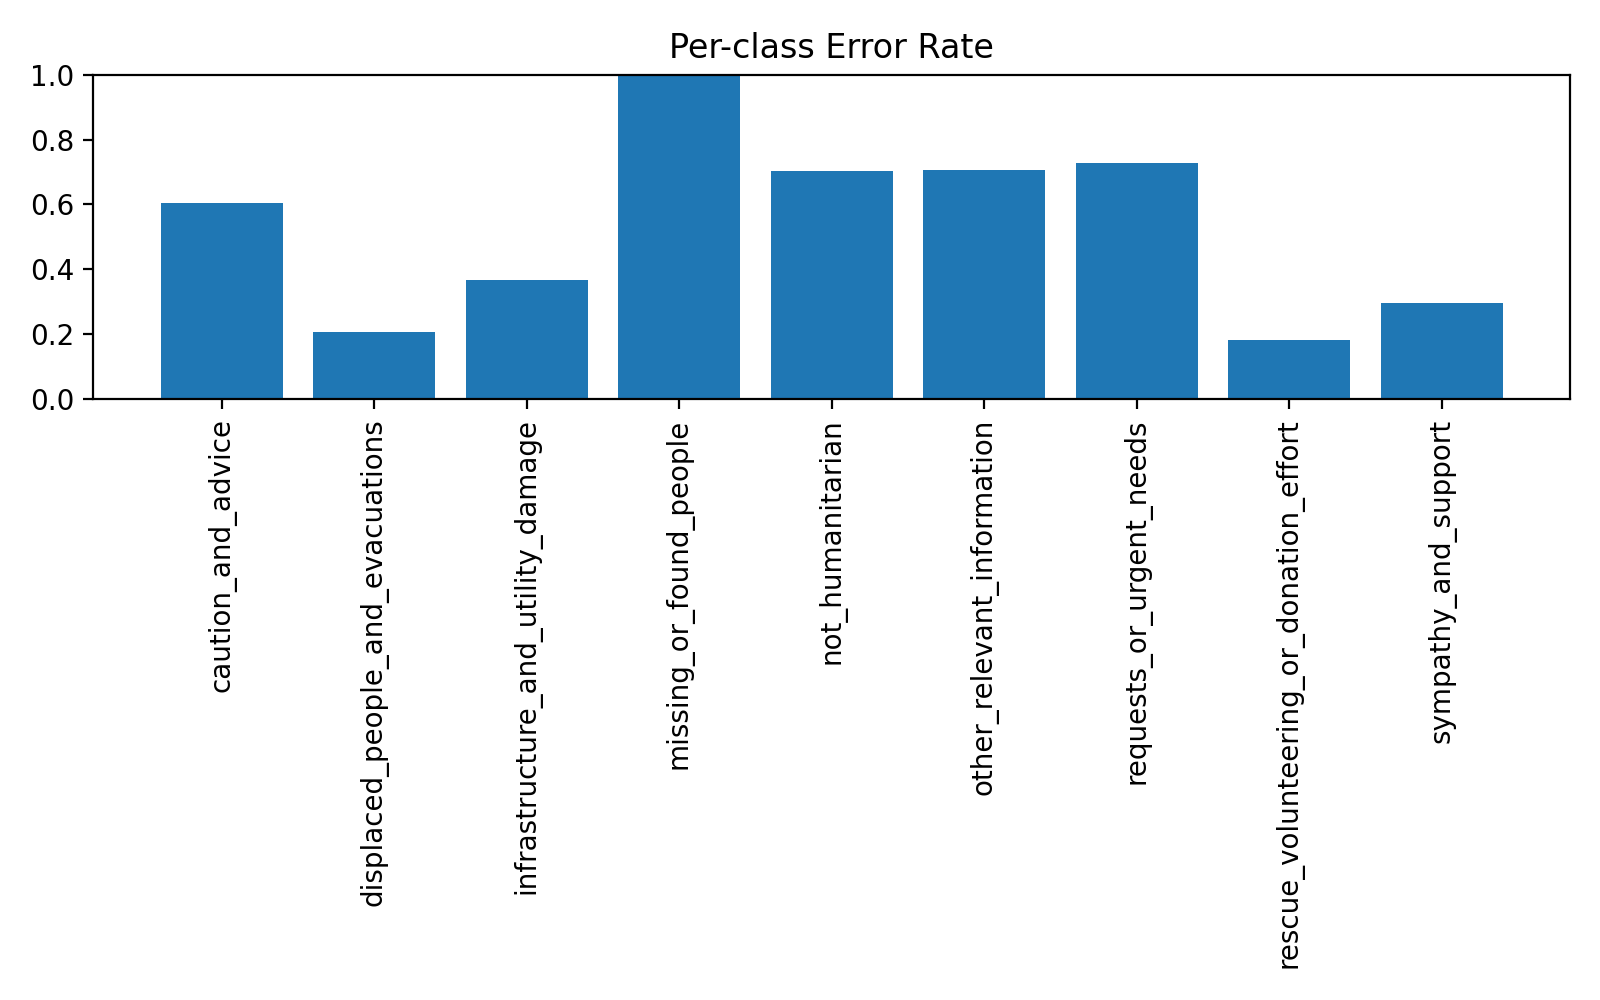 Per-class Error Rate
1.0
0.8
0.6
0.4
0.2
0.0
caution_and_advice
displaced_people_and_evacuations
infrastructure_and_utility_damage
missing_or_found_people
not_humanitarian
other_relevant_information
requests_or_urgent_needs
rescue_volunteering_or_donation_effort
sympathy_and_support